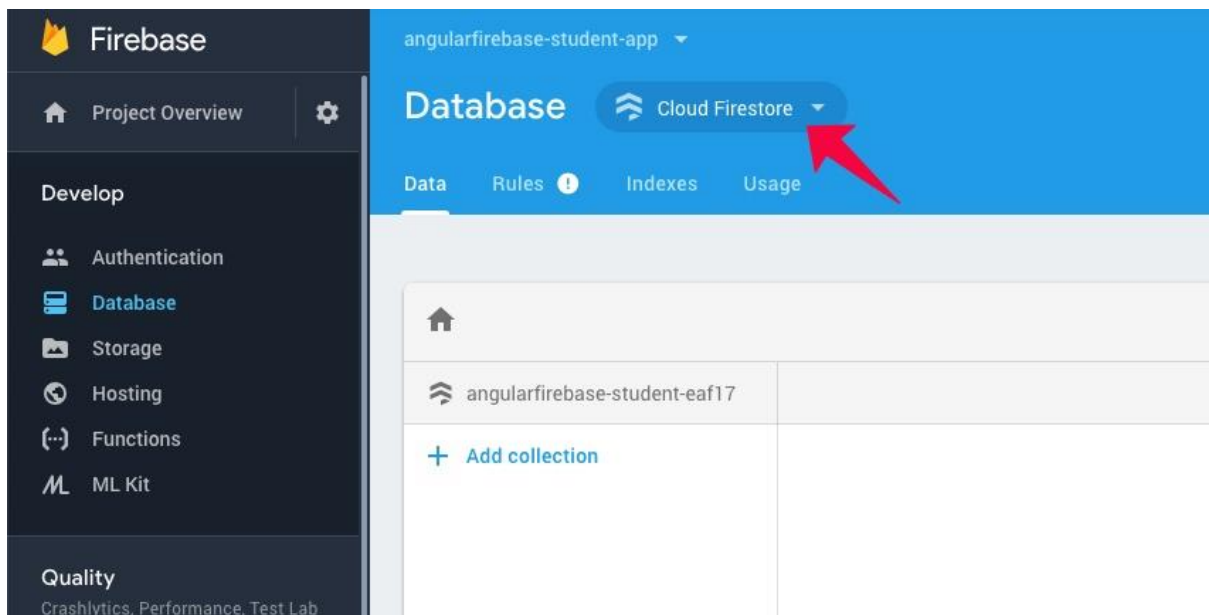 Firebase
Project Overview
Develop
Authentication
Database
Storage
Hosting
Functions
ML Kit
Quality
Crashlytics, Performance, Test Lab
angularfirebase-student-app
Database Cloud Firestore
Data Rules ! Indexes Usage
angularfirebase-student-eaf17
+ Add collection